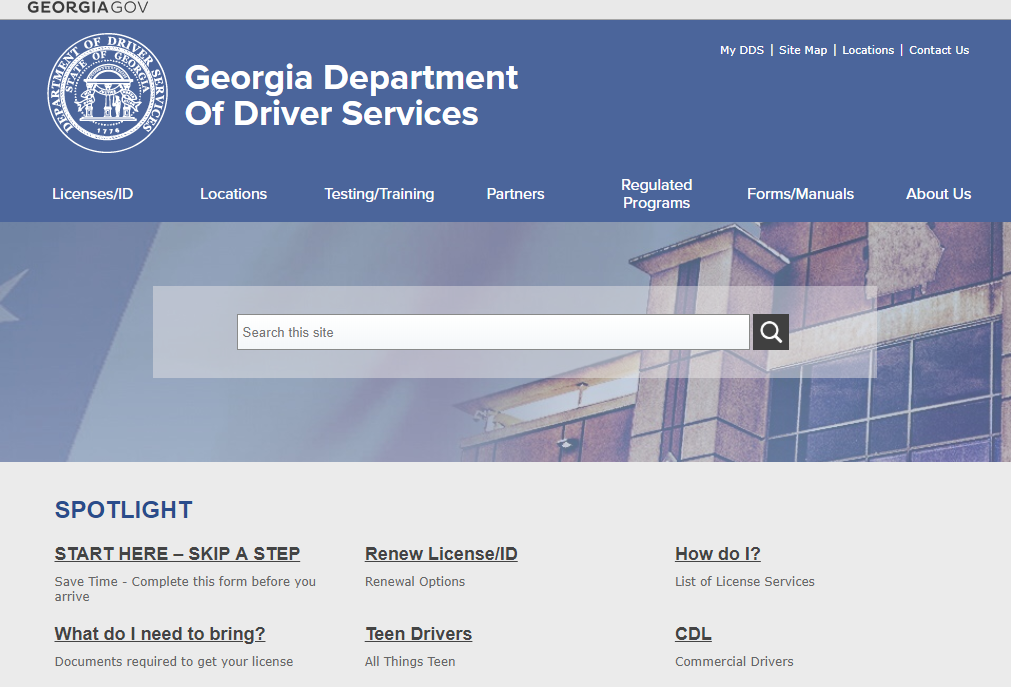 GEORGIAGOV
My DDS | Site Map | Locations | Contact Us
DEPARTMENT OF DRIVER SERVICES
STATE OF GEORGIA
1776
Georgia Department
Of Driver Services
Licenses/ID Locations Testing/Training Partners Regulated Programs Forms/Manuals About Us
Search this site
SPOTLIGHT
START HERE – SKIP A STEP
Save Time - Complete this form before you
arrive
Renew License/ID
Renewal Options
How do I?
List of License Services
What do I need to bring?
Documents required to get your license
Teen Drivers
All Things Teen
CDL
Commercial Drivers